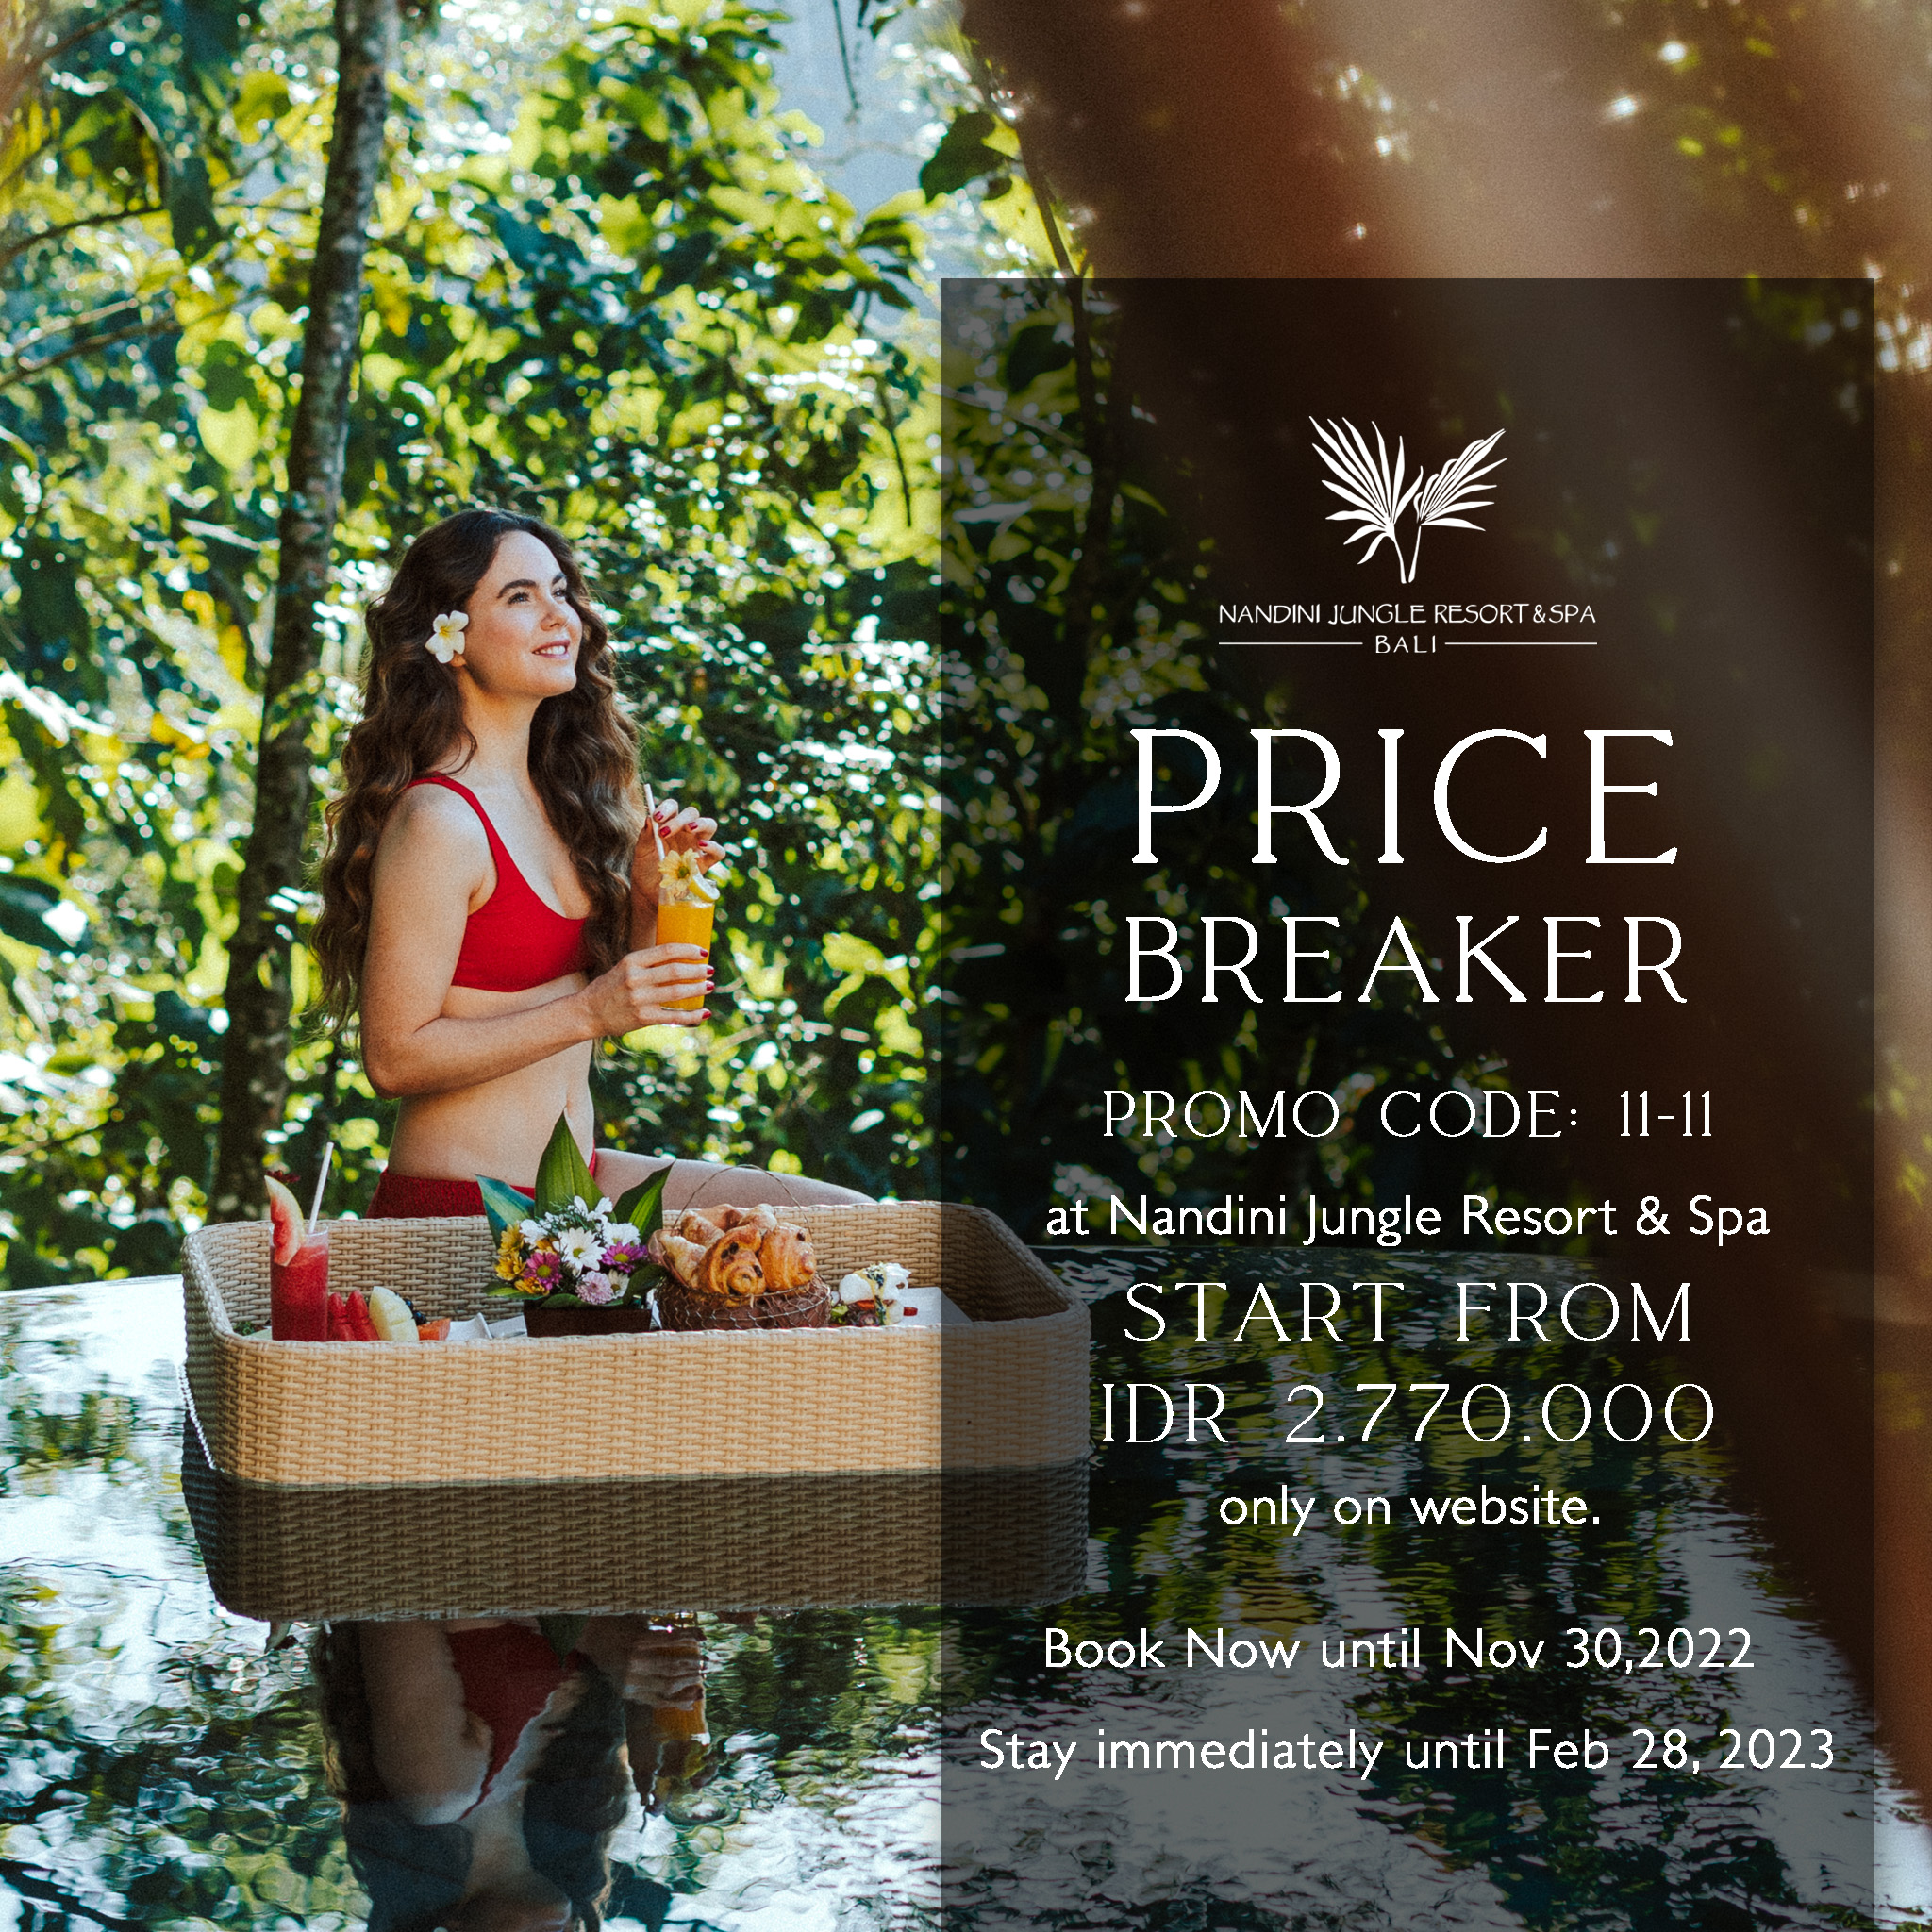 NANDINI JUNGLE RESORT & SPA
BALI
PRICE
BREAKER
PROMO CODE: 11-11
at Nandini Jungle Resort & Spa
START FROM
IDR 2.770.000
only on website.
Book Now until Nov 30,2022
Stay immediately until Feb 28, 2023